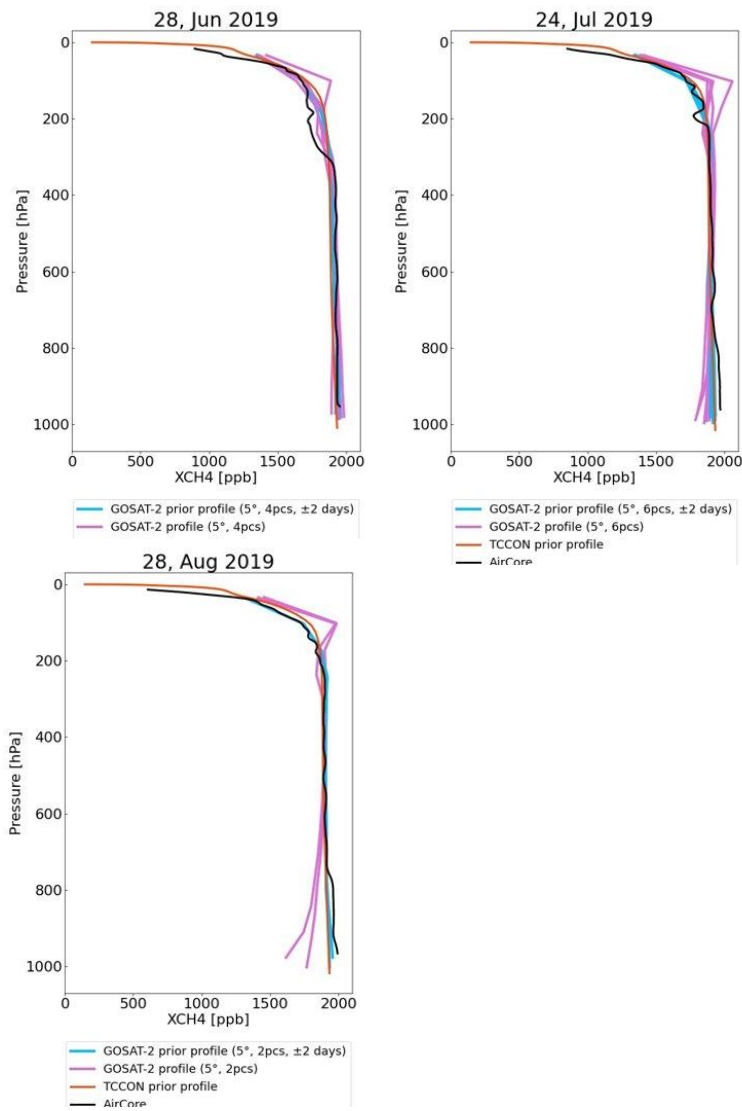 28, Jun 2019
0
200
400
600
800
1000
Pressure [hPa]
0 500 1000 1500 2000
XCH4 [ppb]
GOSAT-2 prior profile (5°, 4pcs, ±2 days)
GOSAT-2 profile (5°, 4pcs)
24, Jul 2019
0
200
400
600
800
1000
Pressure [hPa]
0 500 1000 1500 2000
XCH4 [ppb]
GOSAT-2 prior profile (5°, 6pcs, ±2 days)
GOSAT-2 profile (5°, 6pcs)
TCCON prior profile
AirCore
28, Aug 2019
0
200
400
600
800
1000
Pressure [hPa]
0 500 1000 1500 2000
XCH4 [ppb]
GOSAT-2 prior profile (5°, 2pcs, ±2 days)
GOSAT-2 profile (5°, 2pcs)
TCCON prior profile
AirCore